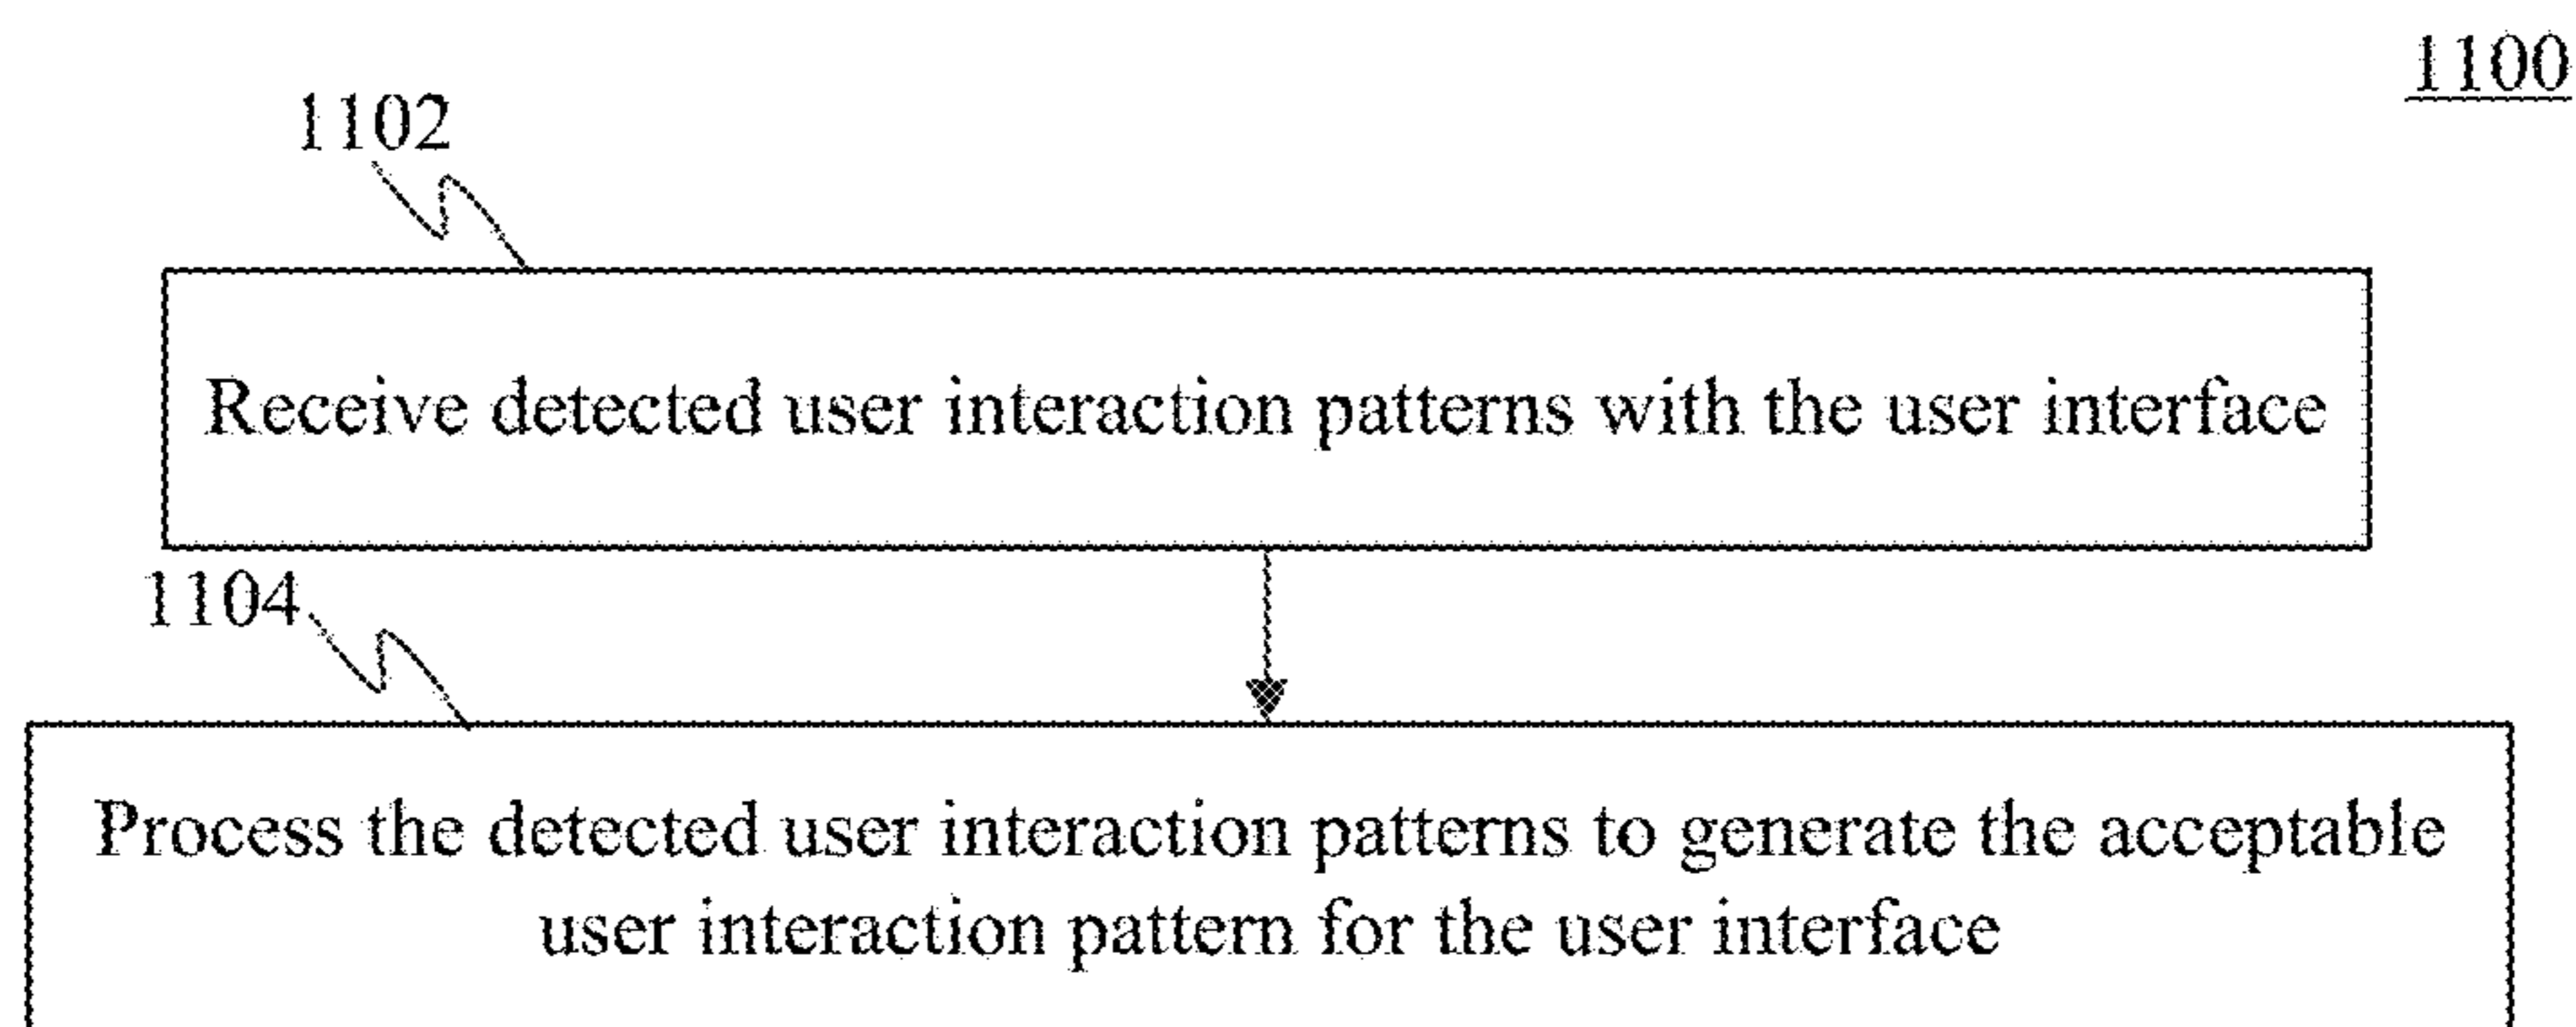 1100
1102
Receive detected user interaction patterns with the user interface
1104
Process the detected user interaction patterns to generate the acceptable
user interaction pattern for the user interface